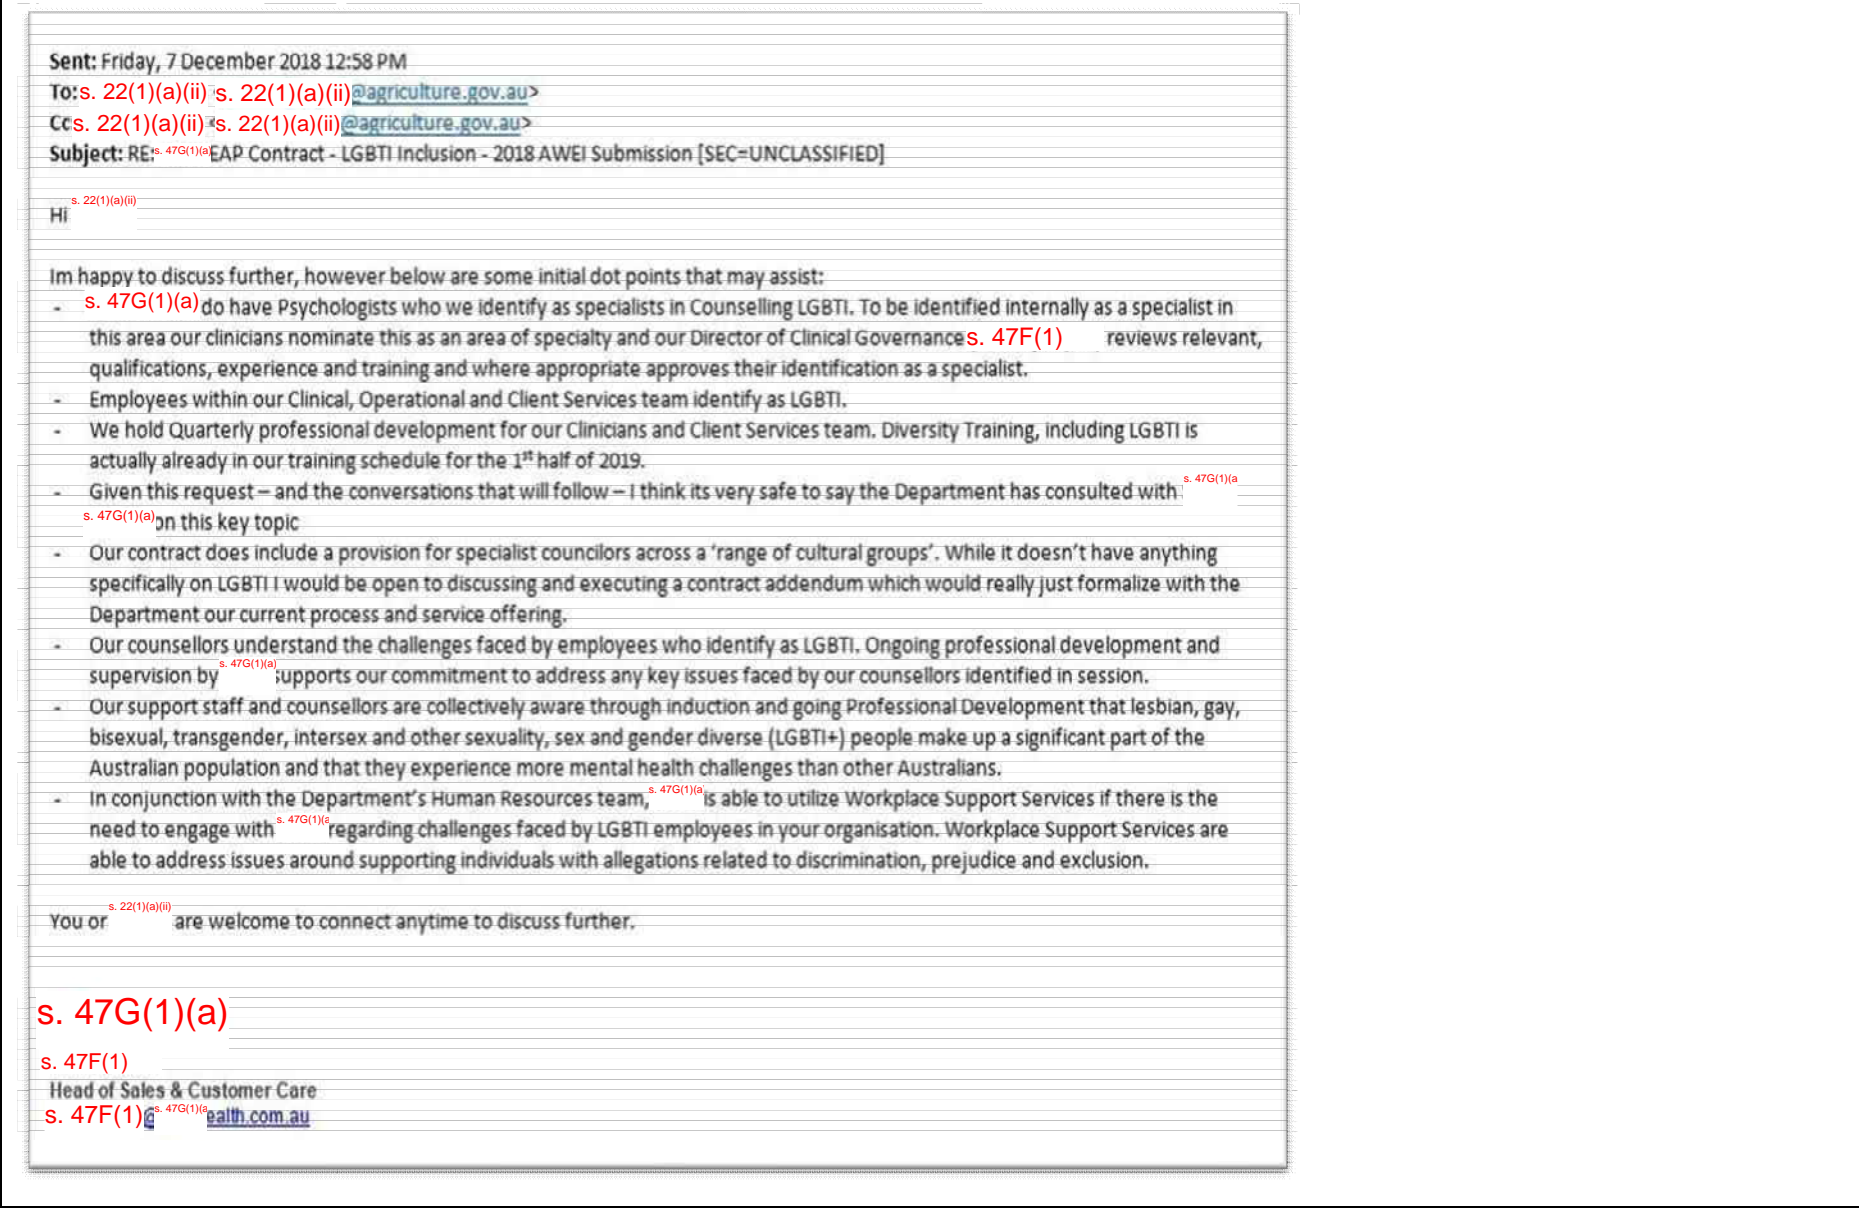 Sent: Friday, 7 December 2018 12:58 PM
To: s. 22(1)(a)(ii) s. 22(1)(a)(ii)@agriculture.gov.au>
Cc s. 22(1)(a)(ii) s. 22(1)(a)(ii)@agriculture.gov.au>
Subject: RE: s. 47G(1)(a) EAP Contract - LGBTI Inclusion - 2018 AWEI Submission [SEC=UNCLASSIFIED]
Hi s. 22(1)(a)(ii)
Im happy to discuss further, however below are some initial dot points that may assist:
- s. 47G(1)(a) do have Psychologists who we identify as specialists in Counselling LGBTI. To be identified internally as a specialist in
this area our clinicians nominate this as an area of specialty and our Director of Clinical Governance s. 47F(1) reviews relevant,
qualifications, experience and training and where appropriate approves their identification as a specialist.
- Employees within our Clinical, Operational and Client Services team identify as LGBTI.
- We hold Quarterly professional development for our Clinicians and Client Services team. Diversity Training, including LGBTI is
actually already in our training schedule for the 1st half of 2019.
- Given this request – and the conversations that will follow – I think its very safe to say the Department has consulted with s. 47G(1)(a
s. 47G(1)(a) on this key topic
- Our contract does include a provision for specialist councilors across a ‘range of cultural groups’. While it doesn’t have anything
specifically on LGBTI I would be open to discussing and executing a contract addendum which would really just formalize with the
Department our current process and service offering.
- Our counsellors understand the challenges faced by employees who identify as LGBTI. Ongoing professional development and
supervision by s. 47G(1)(a) supports our commitment to address any key issues faced by our counsellors identified in session.
- Our support staff and counsellors are collectively aware through induction and going Professional Development that lesbian, gay,
bisexual, transgender, intersex and other sexuality, sex and gender diverse (LGBTI+) people make up a significant part of the
Australian population and that they experience more mental health challenges than other Australians.
- In conjunction with the Department’s Human Resources team, s. 47G(1)(a) is able to utilize Workplace Support Services if there is the
need to engage with s. 47G(1)(a regarding challenges faced by LGBTI employees in your organisation. Workplace Support Services are
able to address issues around supporting individuals with allegations related to discrimination, prejudice and exclusion.
You or s. 22(1)(a)(ii) are welcome to connect anytime to discuss further.
s. 47G(1)(a)
s. 47F(1)
Head of Sales & Customer Care
s. 47F(1)@s. 47G(1)(a ealth.com.au